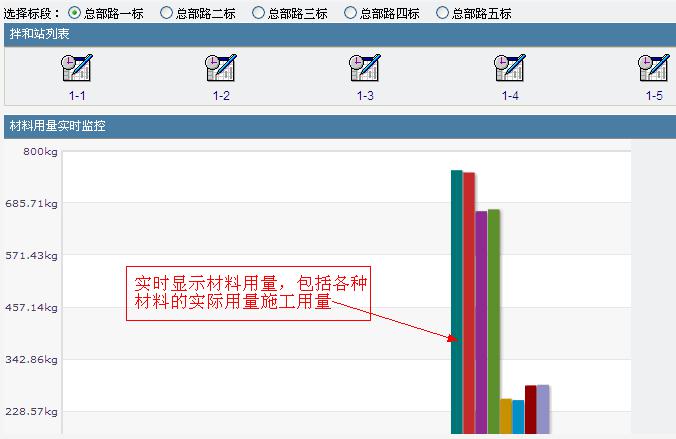 选择标段： 总部路一标 总部路二标 总部路三标 总部路四标 总部路五标
拌和站列表
1-1 1-2 1-3 1-4 1-5
材料用量实时监控
800kg
685.71kg
571.43kg
实时显示材料用量，包括各种
材料的实际用量施工用量
457.14kg
342.86kg
228.57kg